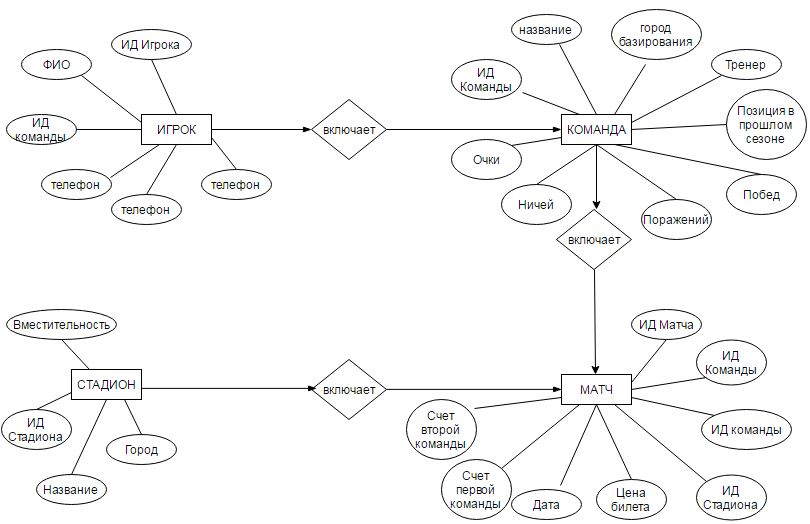 ИД Игрока
ФИО
ИД
команды
ИГРОК
телефон
телефон
телефон
включает
название
город
базирования
ИД
Команды
Тренер
КОМАНДА
Позиция в
прошлом
сезоне
Очки
Ничей
Поражений
Побед
включает
Вместительность
СТАДИОН
ИД
Стадиона
Название
Город
включает
ИД Матча
ИД
Команды
МАТЧ
ИД команды
Счет
второй
команды
Счет
первой
команды
Дата
Цена
билета
ИД
Стадиона